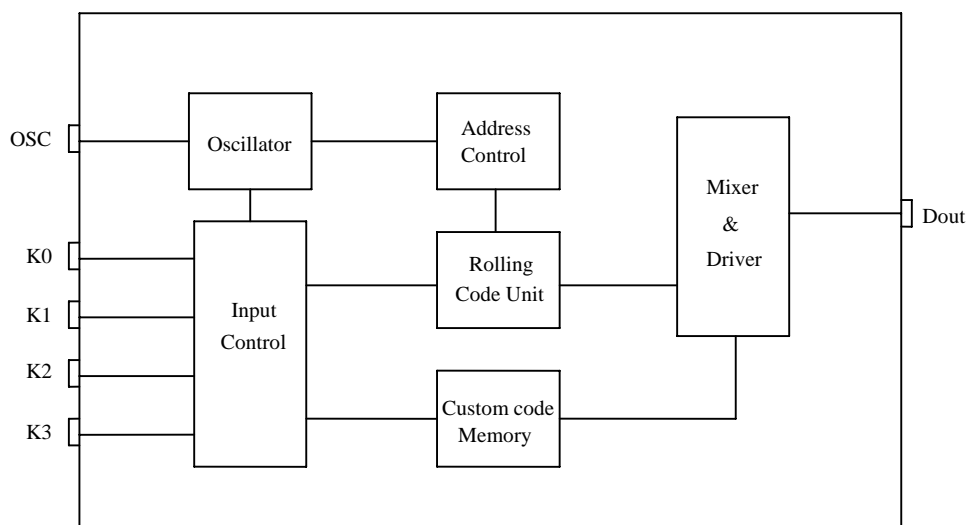 OSC
Oscillator
Address
Control
Mixer
&
Driver
Dout
K0
K1
K2
K3
Input
Control
Rolling
Code Unit
Custom code
Memory